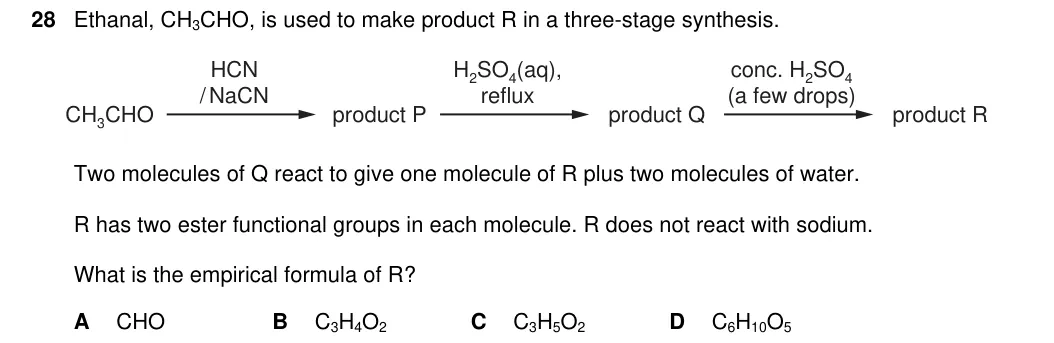 28 Ethanal, CH₃CHO, is used to make product R in a three-stage synthesis.
HCN H₂SO₄(aq), conc. H₂SO₄
/NaCN reflux (a few drops)
CH₃CHO product P product Q product R
Two molecules of Q react to give one molecule of R plus two molecules of water.
R has two ester functional groups in each molecule. R does not react with sodium.
What is the empirical formula of R?
A CHO B C₃H₄O₂ C C₃H₅O₂ D C₆H₁₀O₅